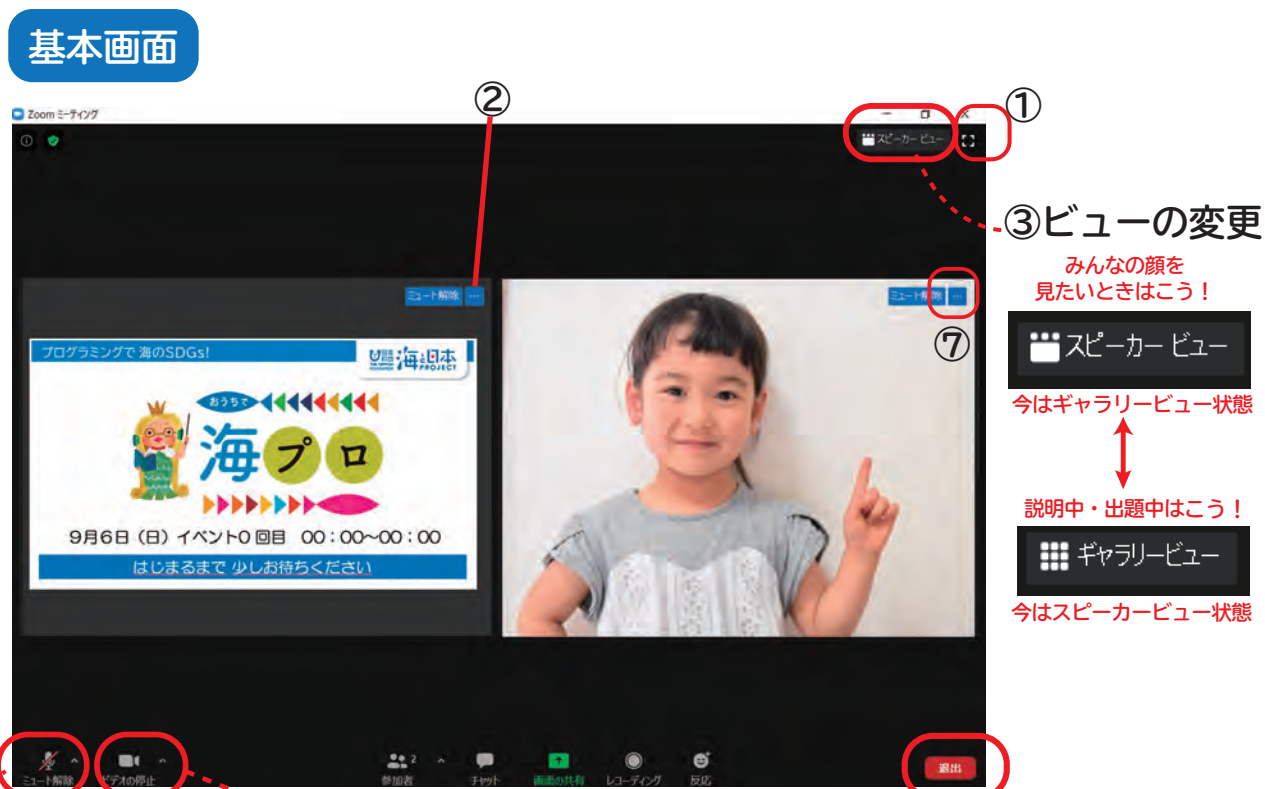 基本画面
②
①
Zoom ミーティング
スピーカー ビュー
③ビューの変更
みんなの顔を
見たいときはこう！
スピーカー ビュー
今はギャラリービュー状態
説明中・出題中はこう！
ギャラリービュー
今はスピーカービュー状態
ミュート解除 ...
プログラミングで 海のSDGs!
海と日本
PROJECT
おうちで
海プロ
9月6日（日）イベント0 回目　00：00〜00：00
はじまるまで 少しお待ちください
ミュート解除 ...
⑦
ミュート解除
ビデオの停止
2
参加者
チャット
画面の共有
レコーディング
反応
退出